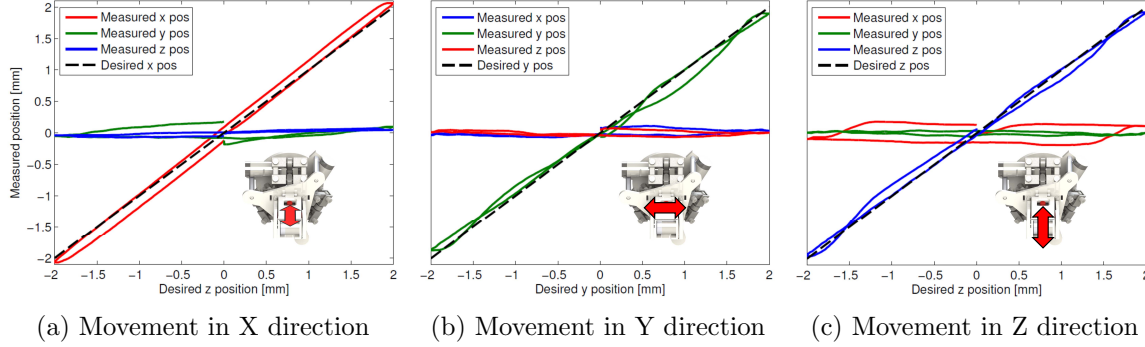 Measured x pos
Measured y pos
Measured z pos
Desired x pos
2
1.5
1
0.5
0
−0.5
−1
−1.5
−2
Measured position [mm]
−2 −1.5 −1 −0.5 0 0.5 1 1.5 2
Desired z position [mm]
(a) Movement in X direction
Measured x pos
Measured y pos
Measured z pos
Desired y pos
−2 −1.5 −1 −0.5 0 0.5 1 1.5 2
Desired y position [mm]
(b) Movement in Y direction
Measured x pos
Measured y pos
Measured z pos
Desired z pos
−2 −1.5 −1 −0.5 0 0.5 1 1.5 2
Desired z position [mm]
(c) Movement in Z direction